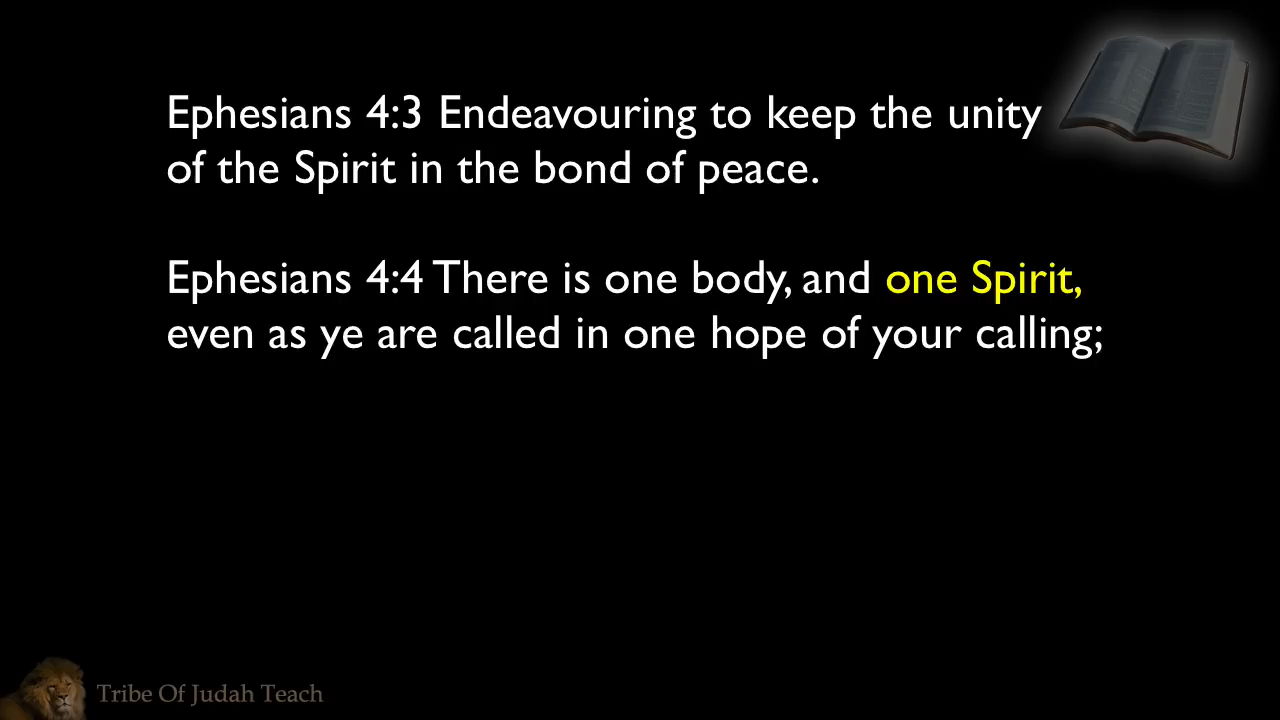 Ephesians 4:3 Endeavouring to keep the unity
of the Spirit in the bond of peace.
Ephesians 4:4 There is one body, and one Spirit,
even as ye are called in one hope of your calling;
Tribe Of Judah Teach